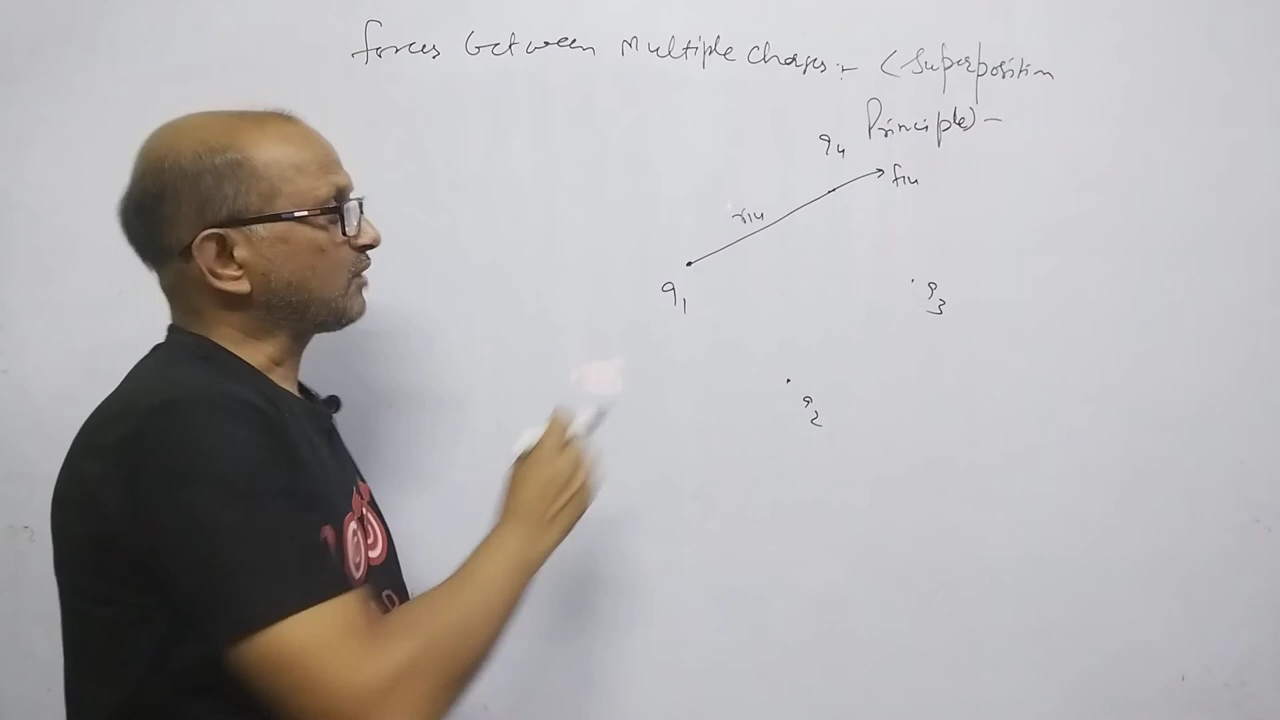 forces between Multiple Charges :- (Superposition
Principle) -
q4
f14
r14
q1
q3
q2